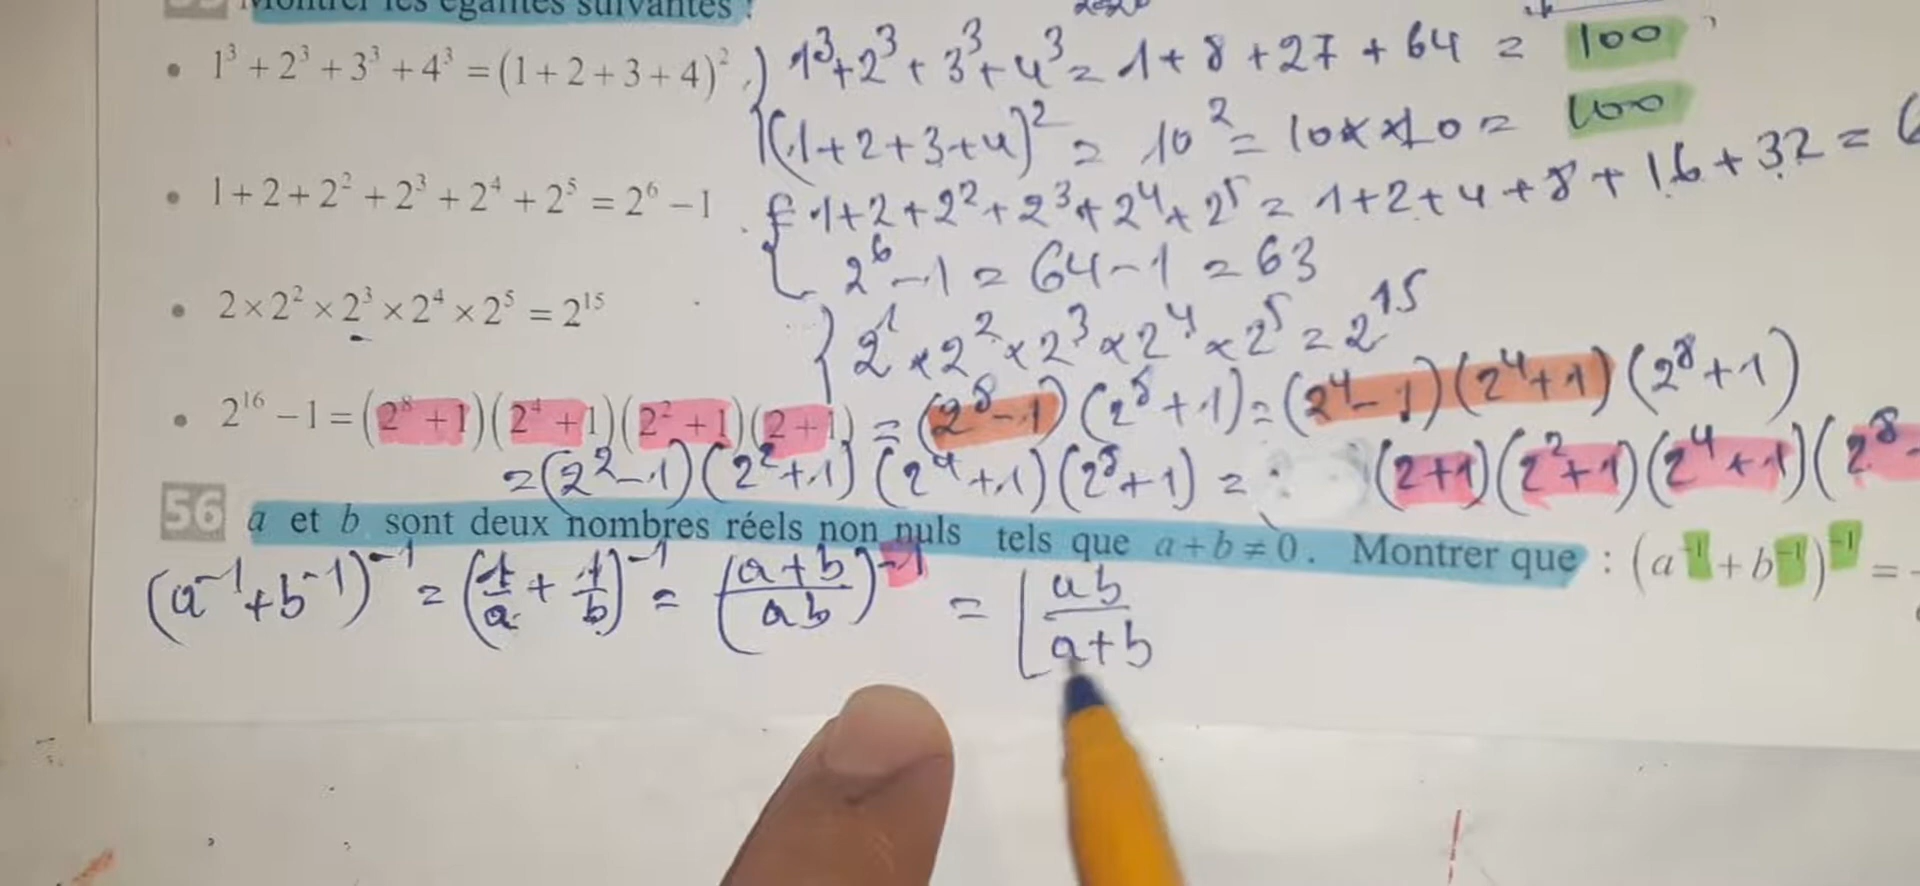 Montrer les égalités suivantes :
• 1³ + 2³ + 3³ + 4³ = (1 + 2 + 3 + 4)²
1³ + 2³ + 3³ + 4³ = 1 + 8 + 27 + 64 = 100
(1 + 2 + 3 + 4)² = 10² = 10 × × 10 = 100
• 1 + 2 + 2² + 2³ + 2⁴ + 2⁵ = 2⁶ − 1
1 + 2 + 2² + 2³ + 2⁴ + 2⁵ = 1 + 2 + 4 + 8 + 16 + 32 = 6
2⁶ − 1 = 64 − 1 = 63
• 2 × 2² × 2³ × 2⁴ × 2⁵ = 2¹⁵
2¹ × 2² × 2³ × 2⁴ × 2⁵ = 2¹⁵
• 2¹⁶ − 1 = (2⁸ + 1)(2⁴ + 1)(2² + 1)(2 + 1) = (2⁸ − 1)(2⁸ + 1) = (2⁴ − 1)(2⁴ + 1)(2⁸ + 1)
= (2² − 1)(2² + 1)(2⁴ + 1)(2⁸ + 1) = (2 + 1)(2² + 1)(2⁴ + 1)(2⁸
56 a et b sont deux nombres réels non nuls tels que a + b ≠ 0. Montrer que : (a⁻¹ + b⁻¹)⁻¹ =
(a⁻¹ + b⁻¹)⁻¹ = (1/a + 1/b)⁻¹ = ((a + b)/(ab))⁻¹ = [ab/(a + b)